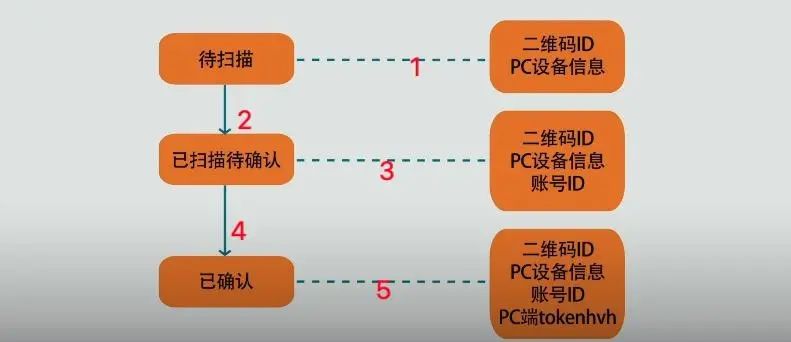 待扫描
1
二维码ID
PC设备信息
2
已扫描待确认
3
二维码ID
PC设备信息
账号ID
4
已确认
5
二维码ID
PC设备信息
账号ID
PC端tokenhvh